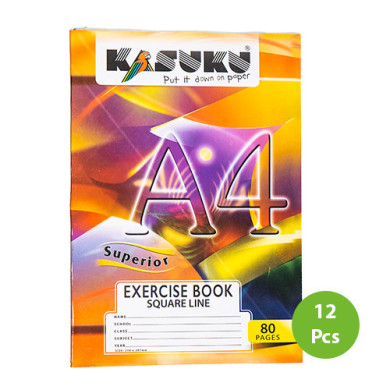 KASUKU®
Put it down on paper
A4
Superior
EXERCISE BOOK
SQUARE LINE
NAME
SCHOOL
CLASS
SUBJECT
YEAR
80
PAGES
12
Pcs